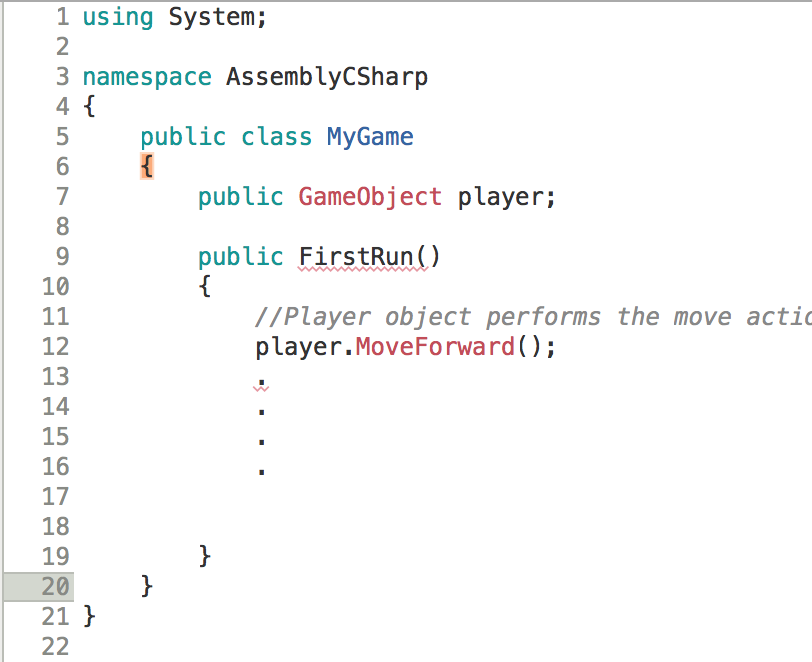 1 using System;
2
3 namespace AssemblyCSharp
4 {
5 public class MyGame
6 {
7 public GameObject player;
8
9 public FirstRun()
10 {
11 //Player object performs the move actio
12 player.MoveForward();
13 .
14 .
15 .
16 .
17
18
19 }
20 }
21 }
22